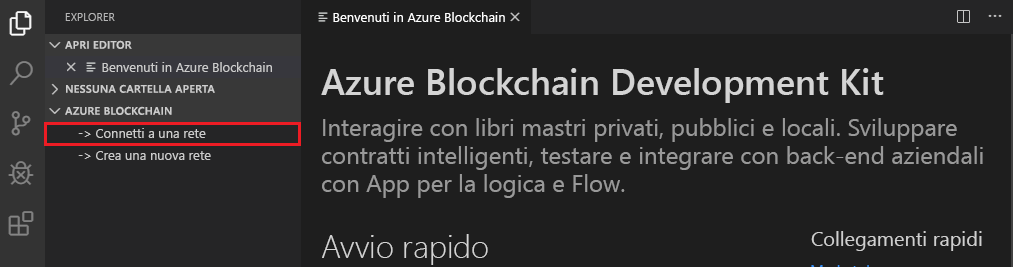 EXPLORER
APRI EDITOR
Benvenuti in Azure Blockchain
NESSUNA CARTELLA APERTA
AZURE BLOCKCHAIN
-> Connetti a una rete
-> Crea una nuova rete
Benvenuti in Azure Blockchain
Azure Blockchain Development Kit
Interagire con libri mastri privati, pubblici e locali. Sviluppare
contratti intelligenti, testare e integrare con back-end aziendali
con App per la logica e Flow.
Avvio rapido
Collegamenti rapidi